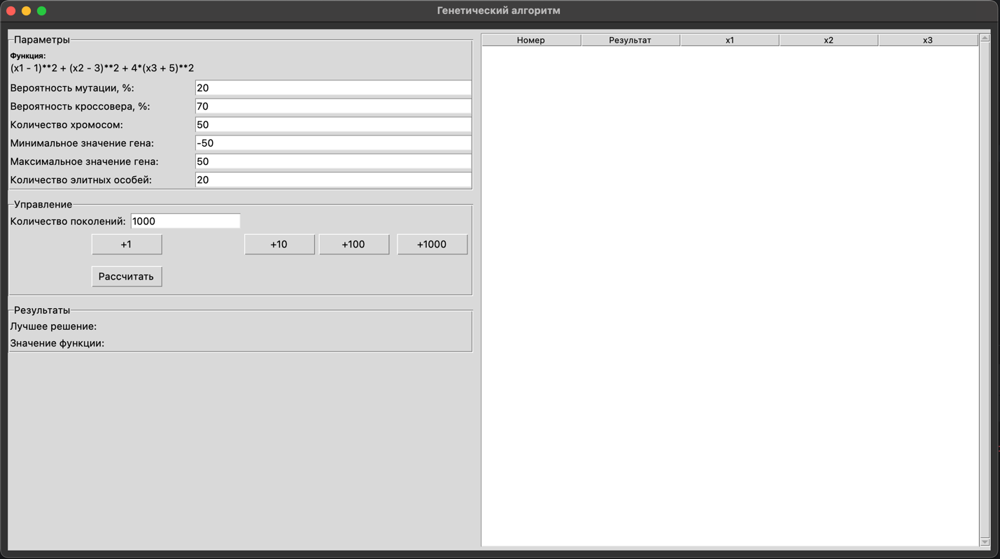 Генетический алгоритм
Параметры
Функция:
(x1 - 1)**2 + (x2 - 3)**2 + 4*(x3 + 5)**2
Вероятность мутации, %: 20
Вероятность кроссовера, %: 70
Количество хромосом: 50
Минимальное значение гена: -50
Максимальное значение гена: 50
Количество элитных особей: 20
Управление
Количество поколений: 1000
+1 +10 +100 +1000
Рассчитать
Результаты
Лучшее решение:
Значение функции:
Номер Результат x1 x2 x3